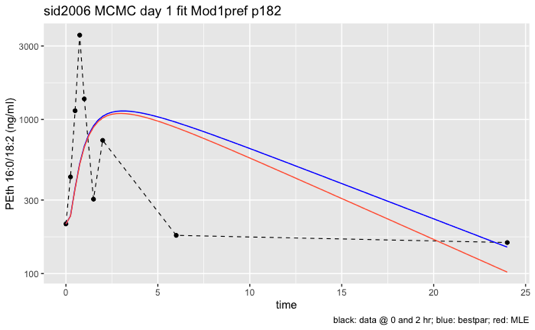 sid2006 MCMC day 1 fit Mod1pref p182
PEth 16:0/18:2 (ng/ml)
3000
1000
300
100
0
5
10
15
20
25
time
black: data @ 0 and 2 hr; blue: bestpar; red: MLE